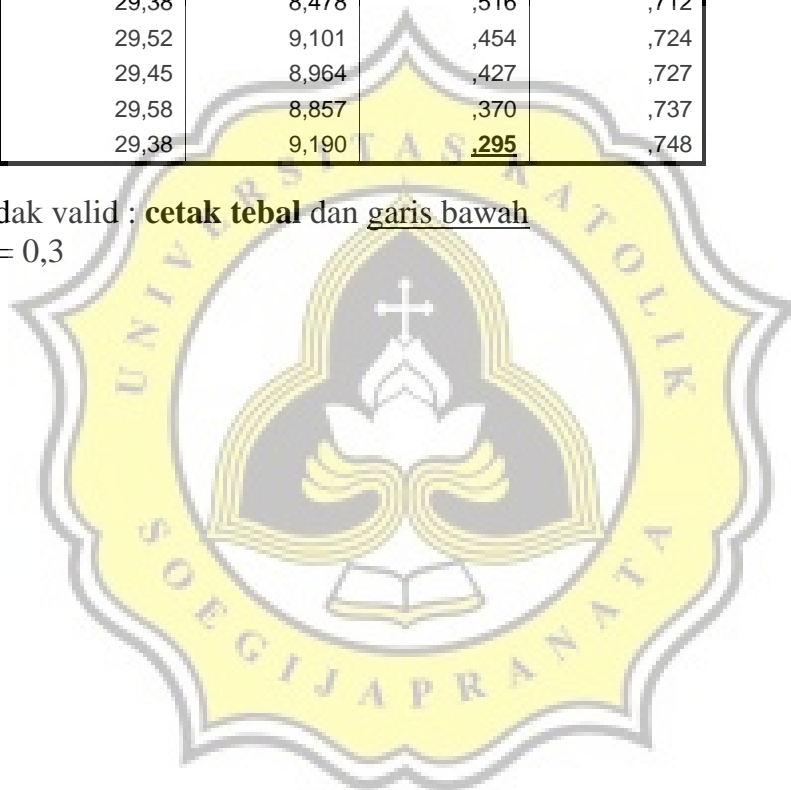 29,38 8,478 ,516 ,712
29,52 9,101 ,454 ,724
29,45 8,964 ,427 ,727
29,58 8,857 ,370 ,737
29,38 9,190 ,295 ,748
dak valid : cetak tebal dan garis bawah
= 0,3
UNIVERSITAS KATOLIK
SOEGIJAPRANATA